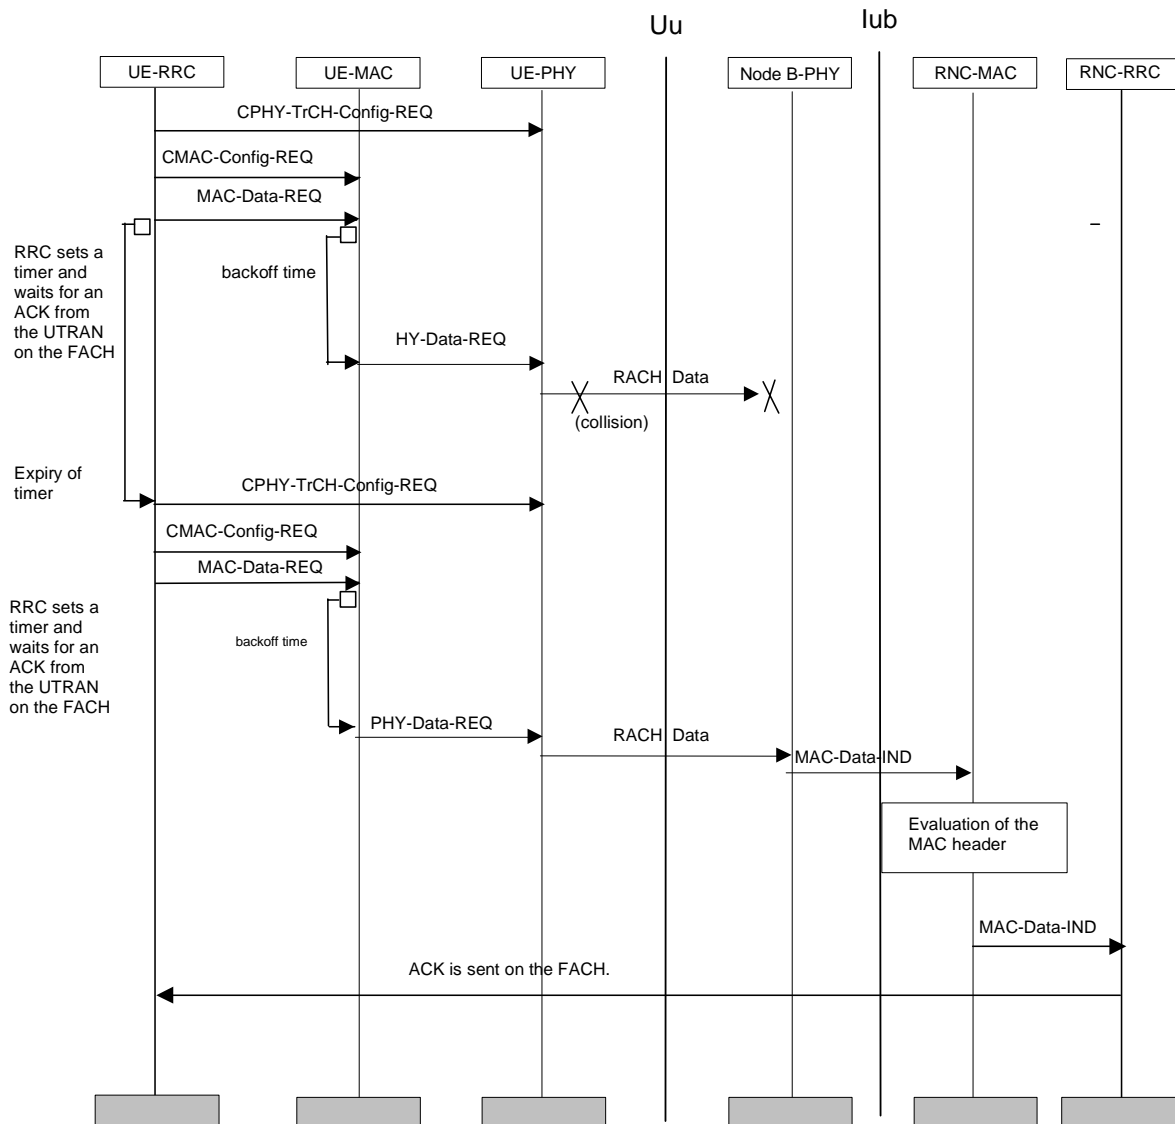 Uu
Iub
UE-RRC
UE-MAC
UE-PHY
Node B-PHY
RNC-MAC
RNC-RRC
CPHY-TrCH-Config-REQ
CMAC-Config-REQ
MAC-Data-REQ
RRC sets a
timer and
waits for an
ACK from
the UTRAN
on the FACH
backoff time
HY-Data-REQ
RACH Data
(collision)
Expiry of
timer
CPHY-TrCH-Config-REQ
CMAC-Config-REQ
MAC-Data-REQ
RRC sets a
timer and
waits for an
ACK from
the UTRAN
on the FACH
backoff time
PHY-Data-REQ
RACH Data
MAC-Data-IND
Evaluation of the
MAC header
MAC-Data-IND
ACK is sent on the FACH.